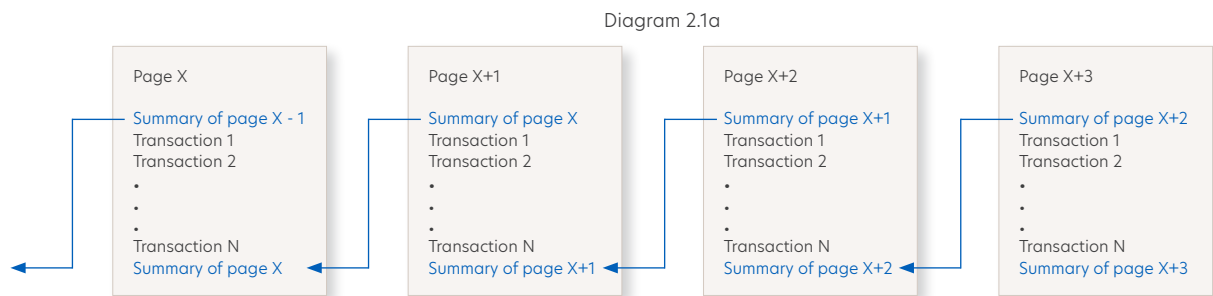 Diagram 2.1a
Page X
Summary of page X - 1
Transaction 1
Transaction 2
•
•
•
Transaction N
Summary of page X
Page X+1
Summary of page X
Transaction 1
Transaction 2
•
•
•
Transaction N
Summary of page X+1
Page X+2
Summary of page X+1
Transaction 1
Transaction 2
•
•
•
Transaction N
Summary of page X+2
Page X+3
Summary of page X+2
Transaction 1
Transaction 2
•
•
•
Transaction N
Summary of page X+3